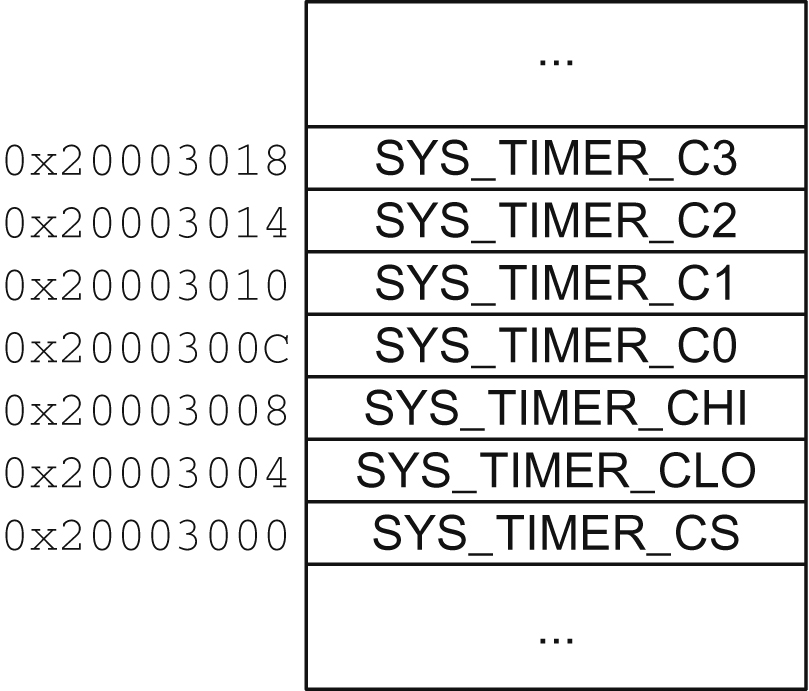 ...
0x20003018 SYS_TIMER_C3
0x20003014 SYS_TIMER_C2
0x20003010 SYS_TIMER_C1
0x2000300C SYS_TIMER_C0
0x20003008 SYS_TIMER_CHI
0x20003004 SYS_TIMER_CLO
0x20003000 SYS_TIMER_CS
...